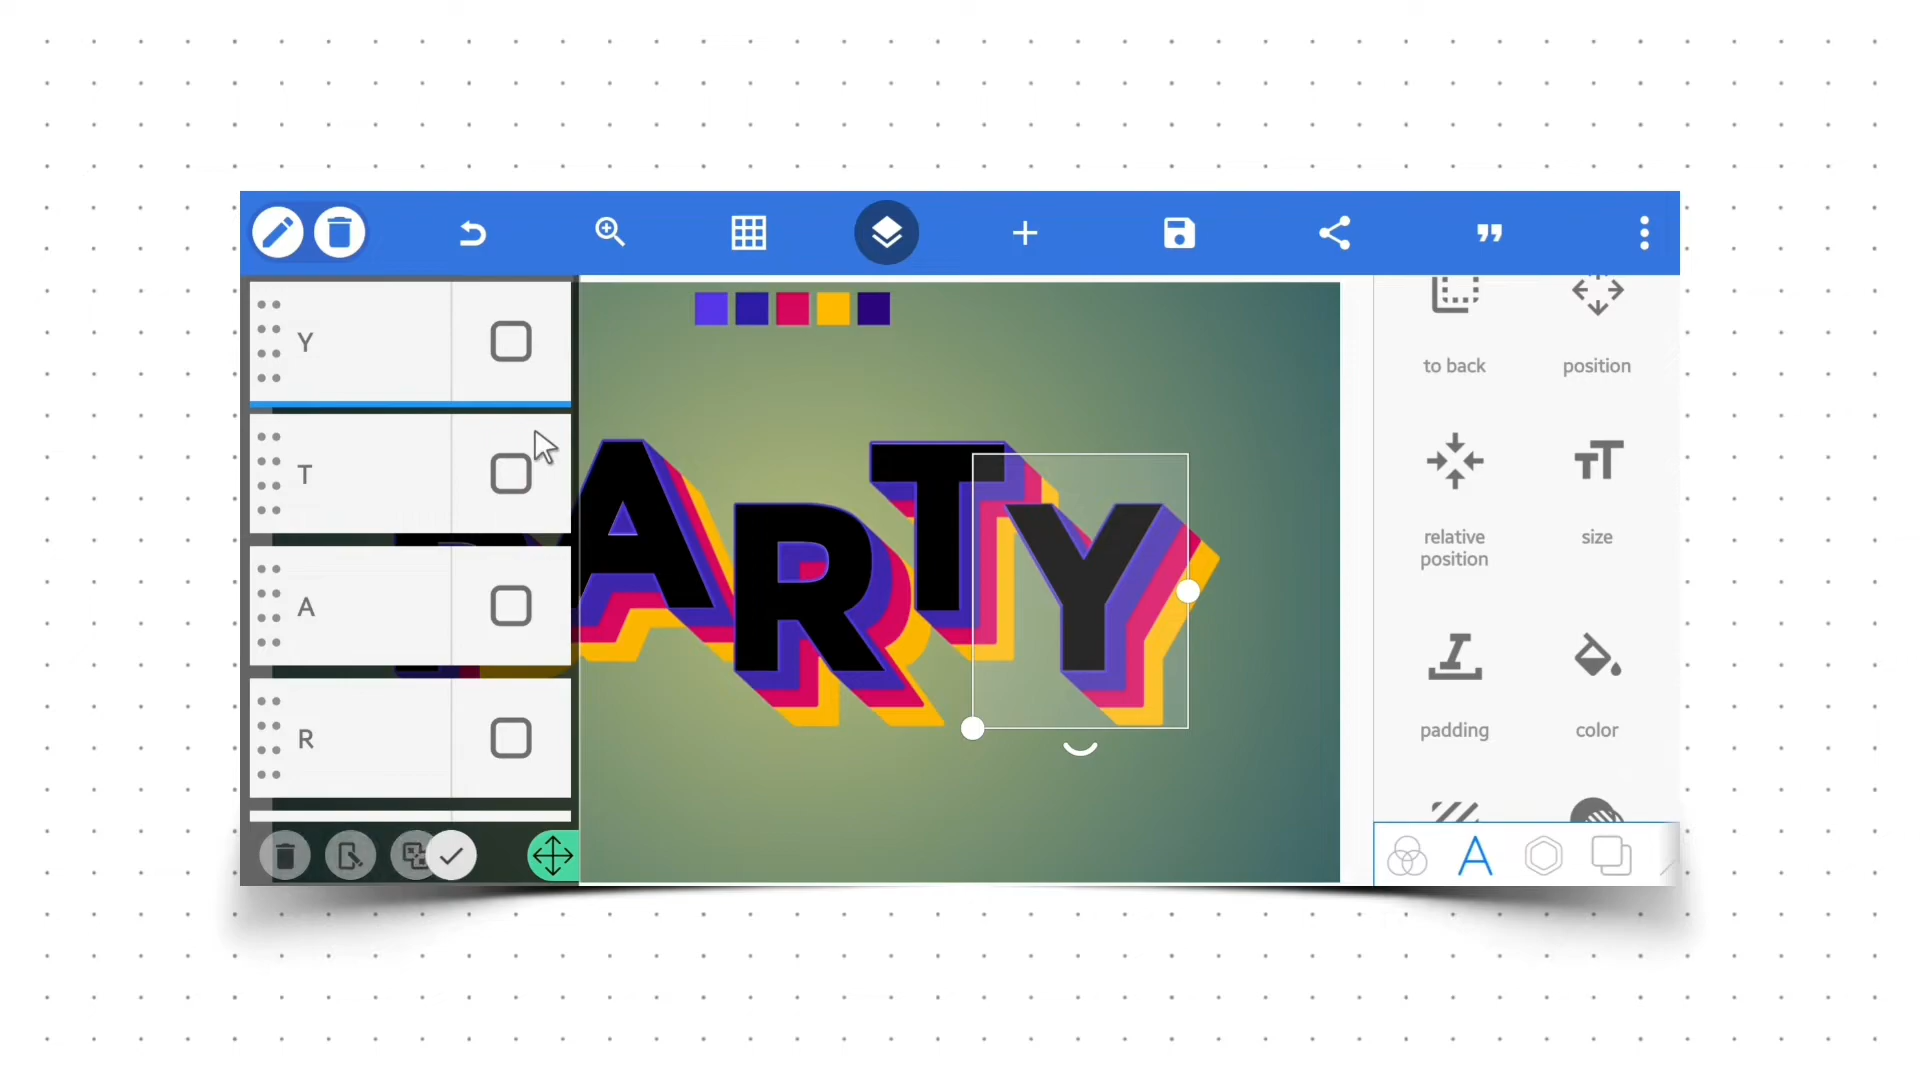 Y
T
A
R
ARTY
to back
position
relative
position
size
padding
color